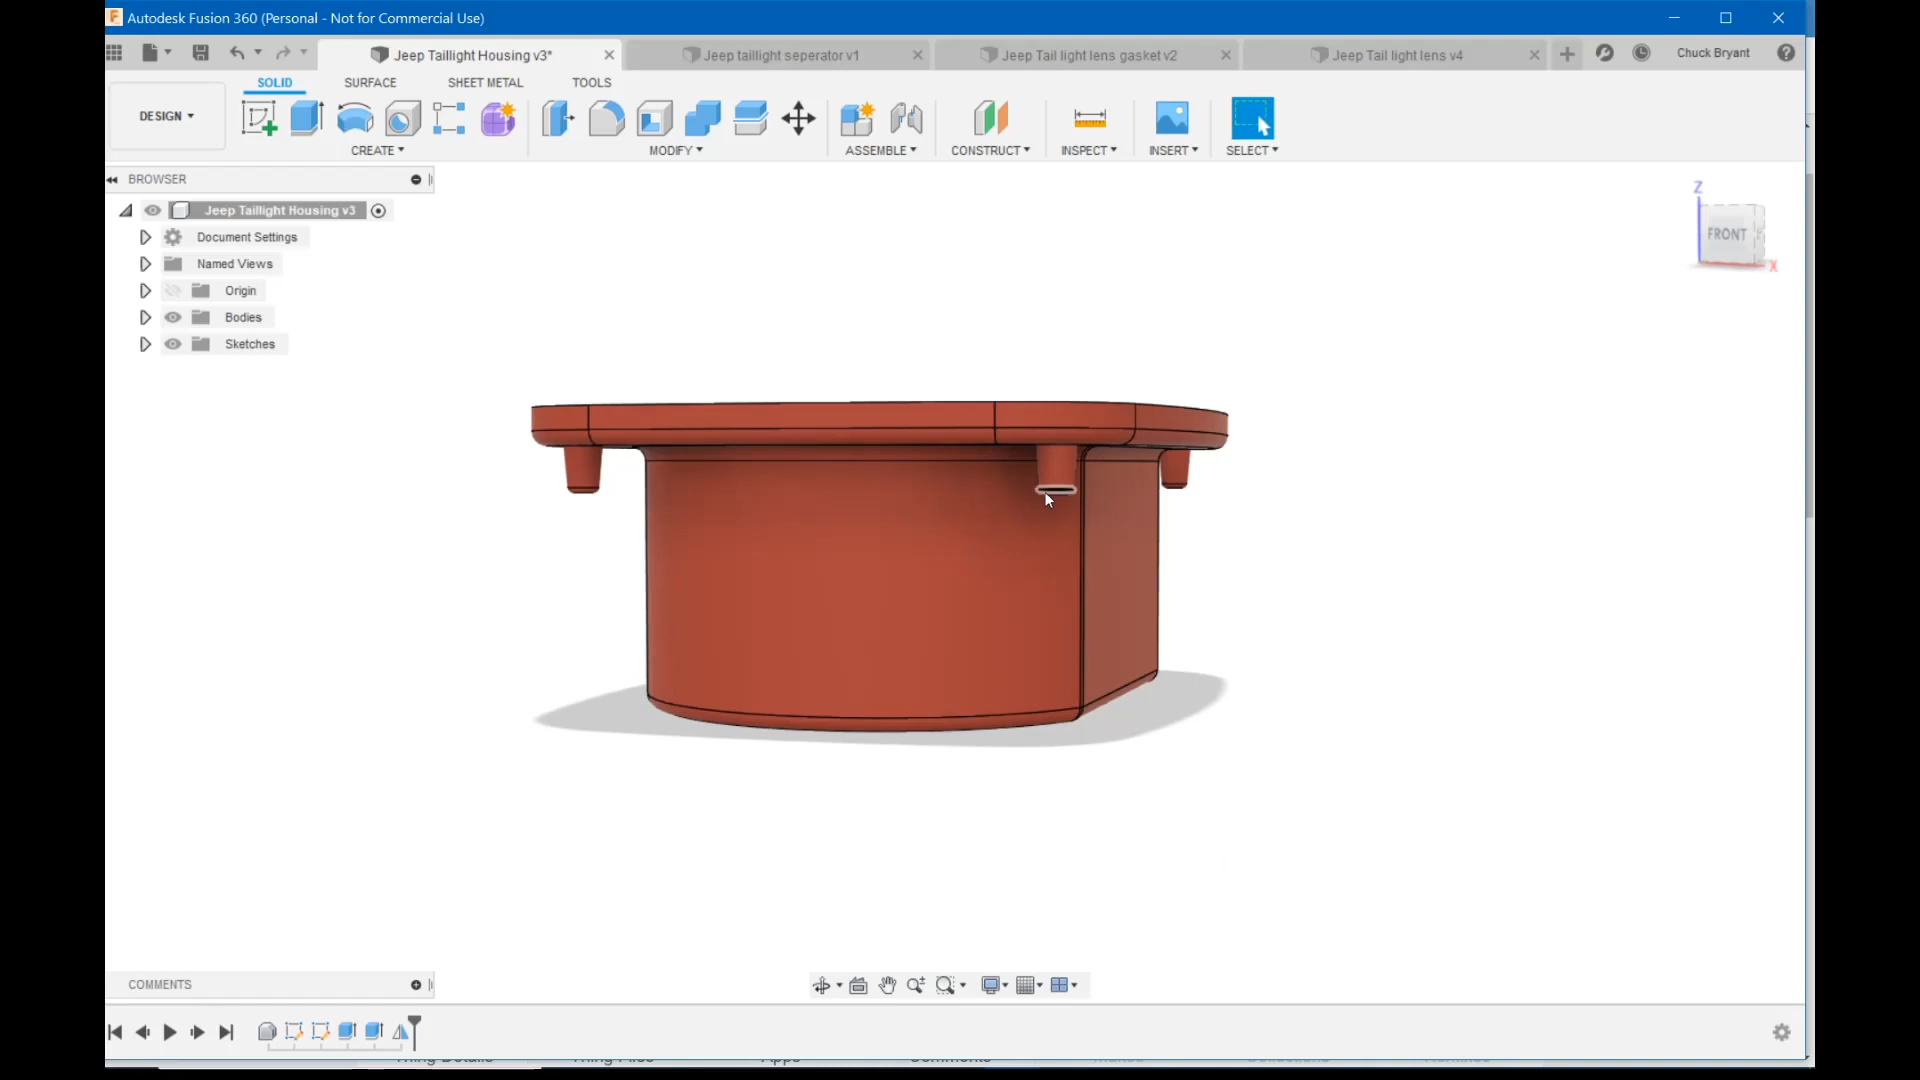 Autodesk Fusion 360 (Personal - Not for Commercial Use)
Jeep Taillight Housing v3*
Jeep taillight seperator v1
Jeep Tail light lens gasket v2
Jeep Tail light lens v4
Chuck Bryant
SOLID
SURFACE
SHEET METAL
TOOLS
DESIGN
CREATE
MODIFY
ASSEMBLE
CONSTRUCT
INSPECT
INSERT
SELECT
BROWSER
Jeep Taillight Housing v3
Document Settings
Named Views
Origin
Bodies
Sketches
Z
FRONT
X
COMMENTS